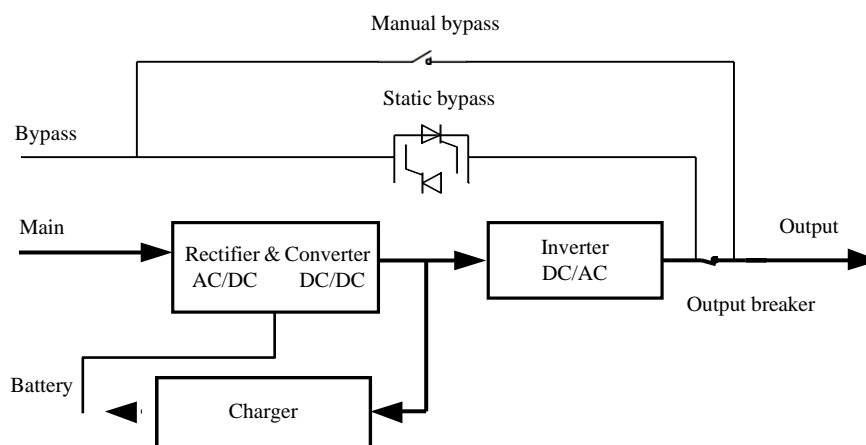 Manual bypass
Static bypass
Bypass
Main
Rectifier & Converter
AC/DC DC/DC
Inverter
DC/AC
Output
Output breaker
Battery
Charger